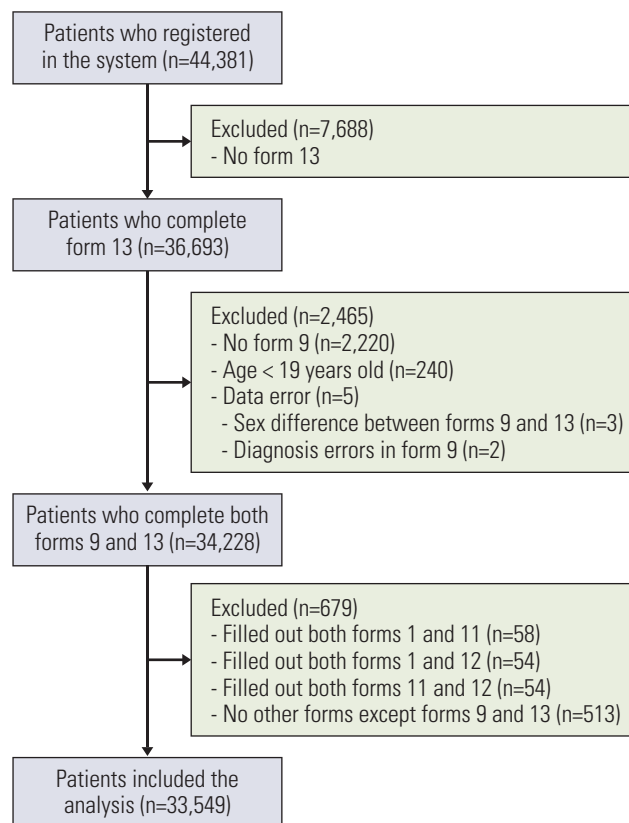 Patients who registered
in the system (n=44,381)
Excluded (n=7,688)
- No form 13
Patients who complete
form 13 (n=36,693)
Excluded (n=2,465)
- No form 9 (n=2,220)
- Age < 19 years old (n=240)
- Data error (n=5)
- Sex difference between forms 9 and 13 (n=3)
- Diagnosis errors in form 9 (n=2)
Patients who complete both
forms 9 and 13 (n=34,228)
Excluded (n=679)
- Filled out both forms 1 and 11 (n=58)
- Filled out both forms 1 and 12 (n=54)
- Filled out both forms 11 and 12 (n=54)
- No other forms except forms 9 and 13 (n=513)
Patients included the
analysis (n=33,549)